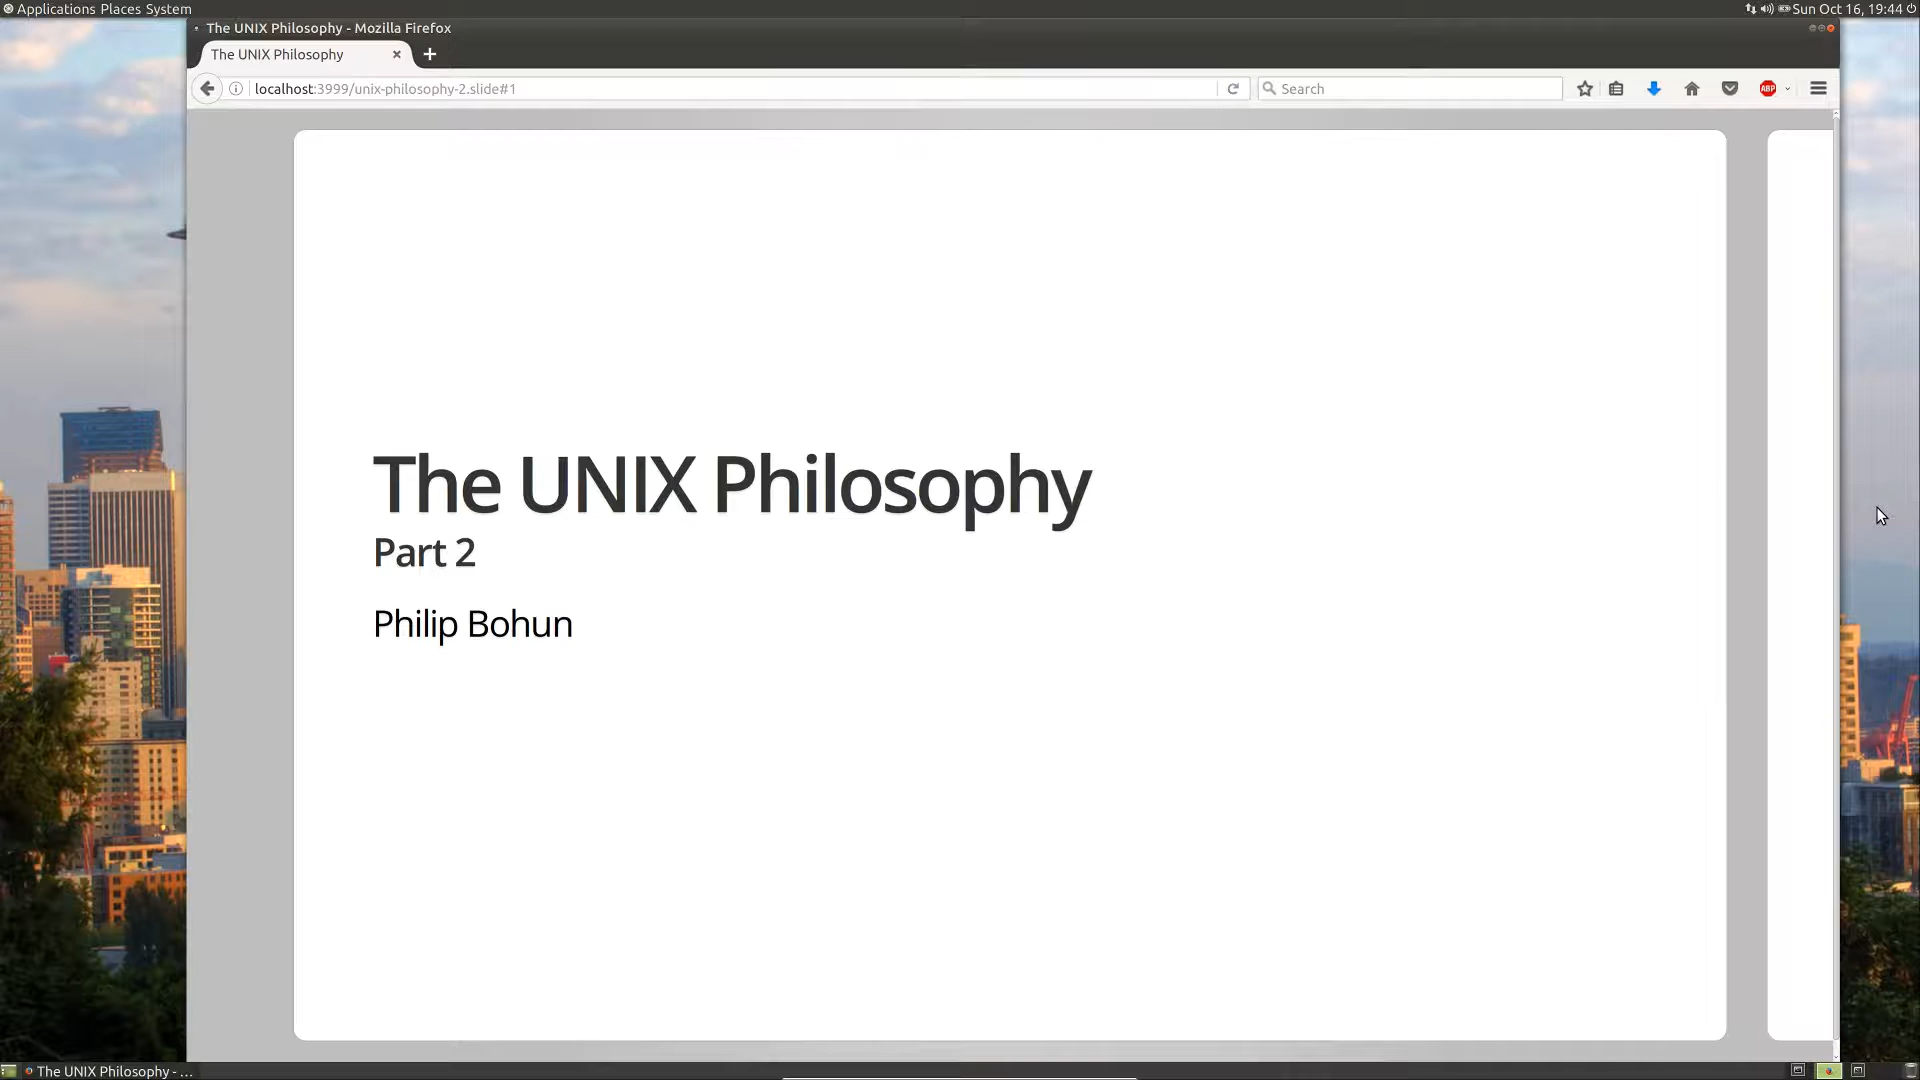 Applications Places System
Sun Oct 16, 19:44
The UNIX Philosophy - Mozilla Firefox
The UNIX Philosophy
localhost:3999/unix-philosophy-2.slide#1
Search
ABP
The UNIX Philosophy
Part 2
Philip Bohun
The UNIX Philosophy - ...